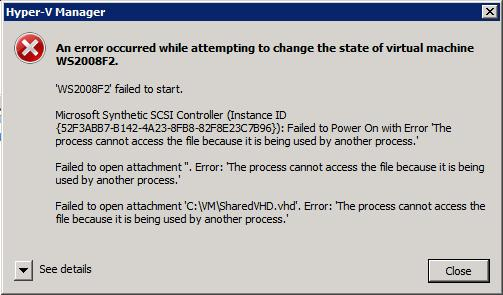 Hyper-V Manager
An error occurred while attempting to change the state of virtual machine
WS2008F2.
'WS2008F2' failed to start.
Microsoft Synthetic SCSI Controller (Instance ID
{52F3ABB7-B142-4A23-8FB8-82F8E23C7B96}): Failed to Power On with Error 'The
process cannot access the file because it is being used by another process.'
Failed to open attachment ''. Error: 'The process cannot access the file because it is being
used by another process.'
Failed to open attachment 'C:\VM\SharedVHD.vhd'. Error: 'The process cannot access the
file because it is being used by another process.'
See details
Close